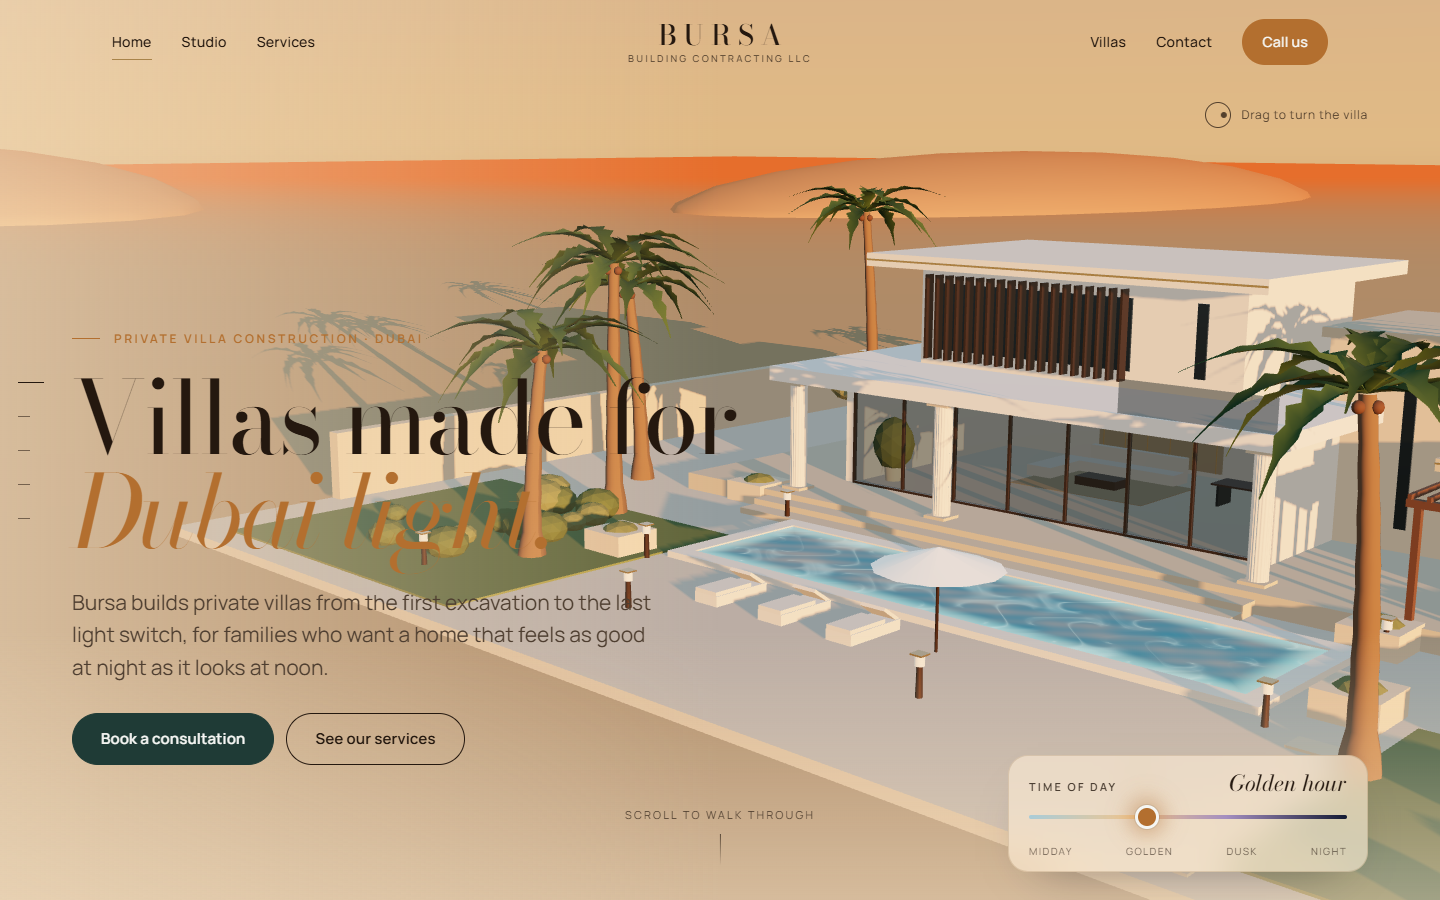 Home
Studio
Services
BURSA
BUILDING CONTRACTING LLC
Villas
Contact
Call us
Drag to turn the villa
PRIVATE VILLA CONSTRUCTION · DUBAI
Villas made for
Dubai light.
Bursa builds private villas from the first excavation to the last
light switch, for families who want a home that feels as good
at night as it looks at noon.
Book a consultation
See our services
SCROLL TO WALK THROUGH
TIME OF DAY
Golden hour
MIDDAY
GOLDEN
DUSK
NIGHT